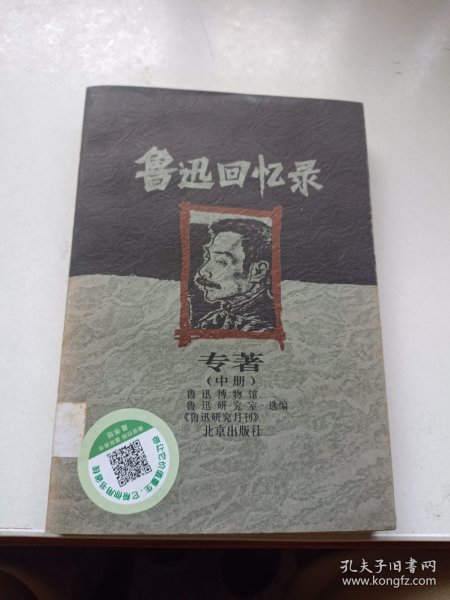 鲁迅回忆录
专著
(中册)
鲁迅博物馆
鲁迅研究室 选编
《鲁迅研究月刊》
北京出版社
孔夫子旧书网
www.kongfz.com